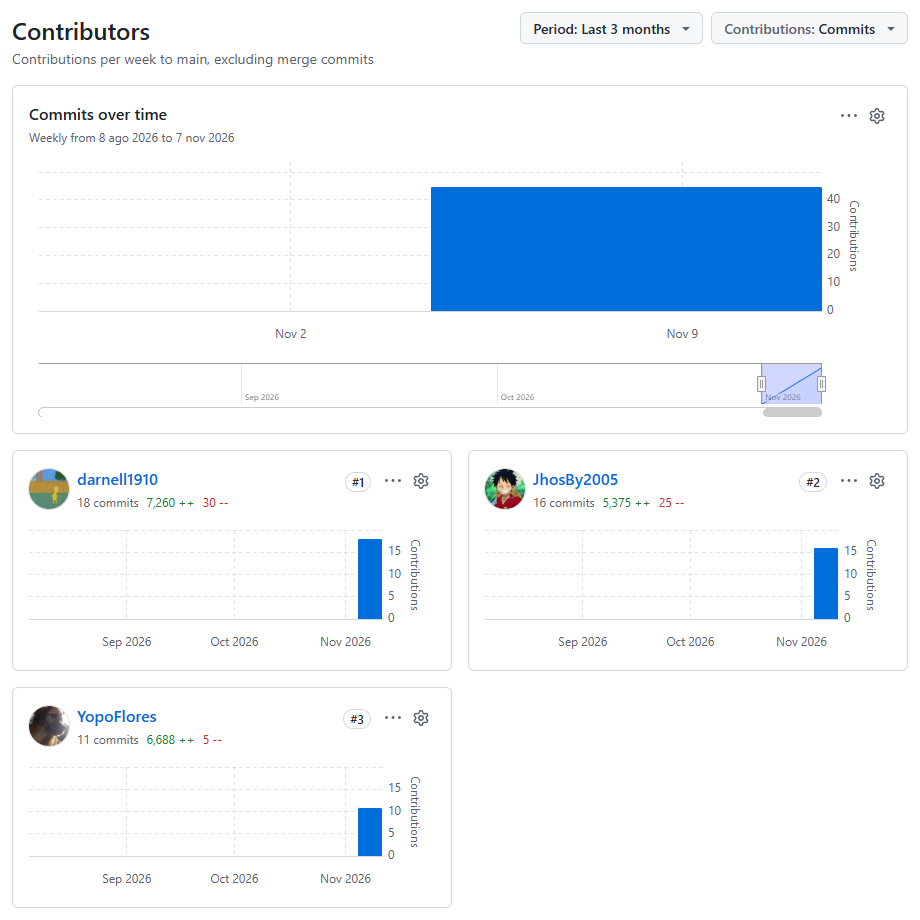 Contributors
Period: Last 3 months
Contributions: Commits
Contributions per week to main, excluding merge commits
Commits over time
Weekly from 8 ago 2026 to 7 nov 2026
40
30
20
10
0
Contributions
Nov 2
Nov 9
Sep 2026
Oct 2026
Nov 2026
darnell1910
#1
18 commits 7,260 ++ 30 --
15
10
5
0
Contributions
Sep 2026
Oct 2026
Nov 2026
JhosBy2005
#2
16 commits 5,375 ++ 25 --
15
10
5
0
Contributions
Sep 2026
Oct 2026
Nov 2026
YopoFlores
#3
11 commits 6,688 ++ 5 --
15
10
5
0
Contributions
Sep 2026
Oct 2026
Nov 2026